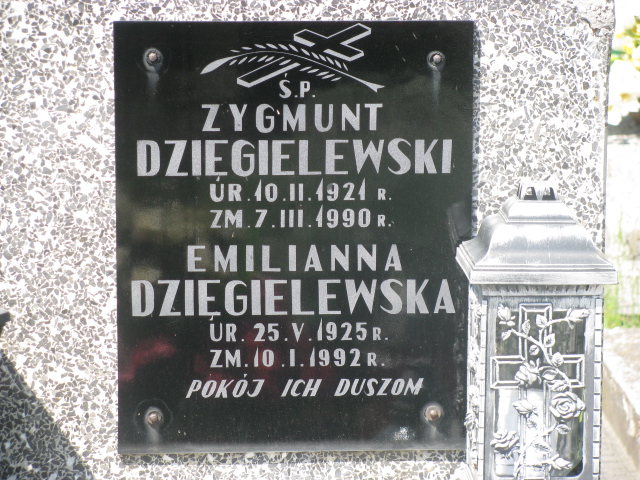 Ś.P.
ZYGMUNT
DZIĘGIELEWSKI
UR. 10.II.1921 R.
ZM. 7.III.1990 R.
EMILIANNA
DZIĘGIELEWSKA
UR. 25.V.1925 R.
ZM. 10.I.1992 R.
POKÓJ ICH DUSZOM